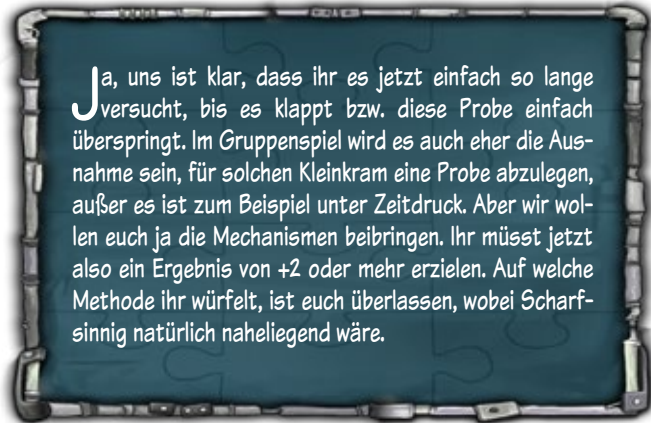 Ja, uns ist klar, dass ihr es jetzt einfach so lange
versucht, bis es klappt bzw. diese Probe einfach
überspringt. Im Gruppenspiel wird es auch eher die Aus-
nahme sein, für solchen Kleinkram eine Probe abzulegen,
außer es ist zum Beispiel unter Zeitdruck. Aber wir wol-
len euch ja die Mechanismen beibringen. Ihr müsst jetzt
also ein Ergebnis von +2 oder mehr erzielen. Auf welche
Methode ihr würfelt, ist euch überlassen, wobei Scharf-
sinnig natürlich naheliegend wäre.